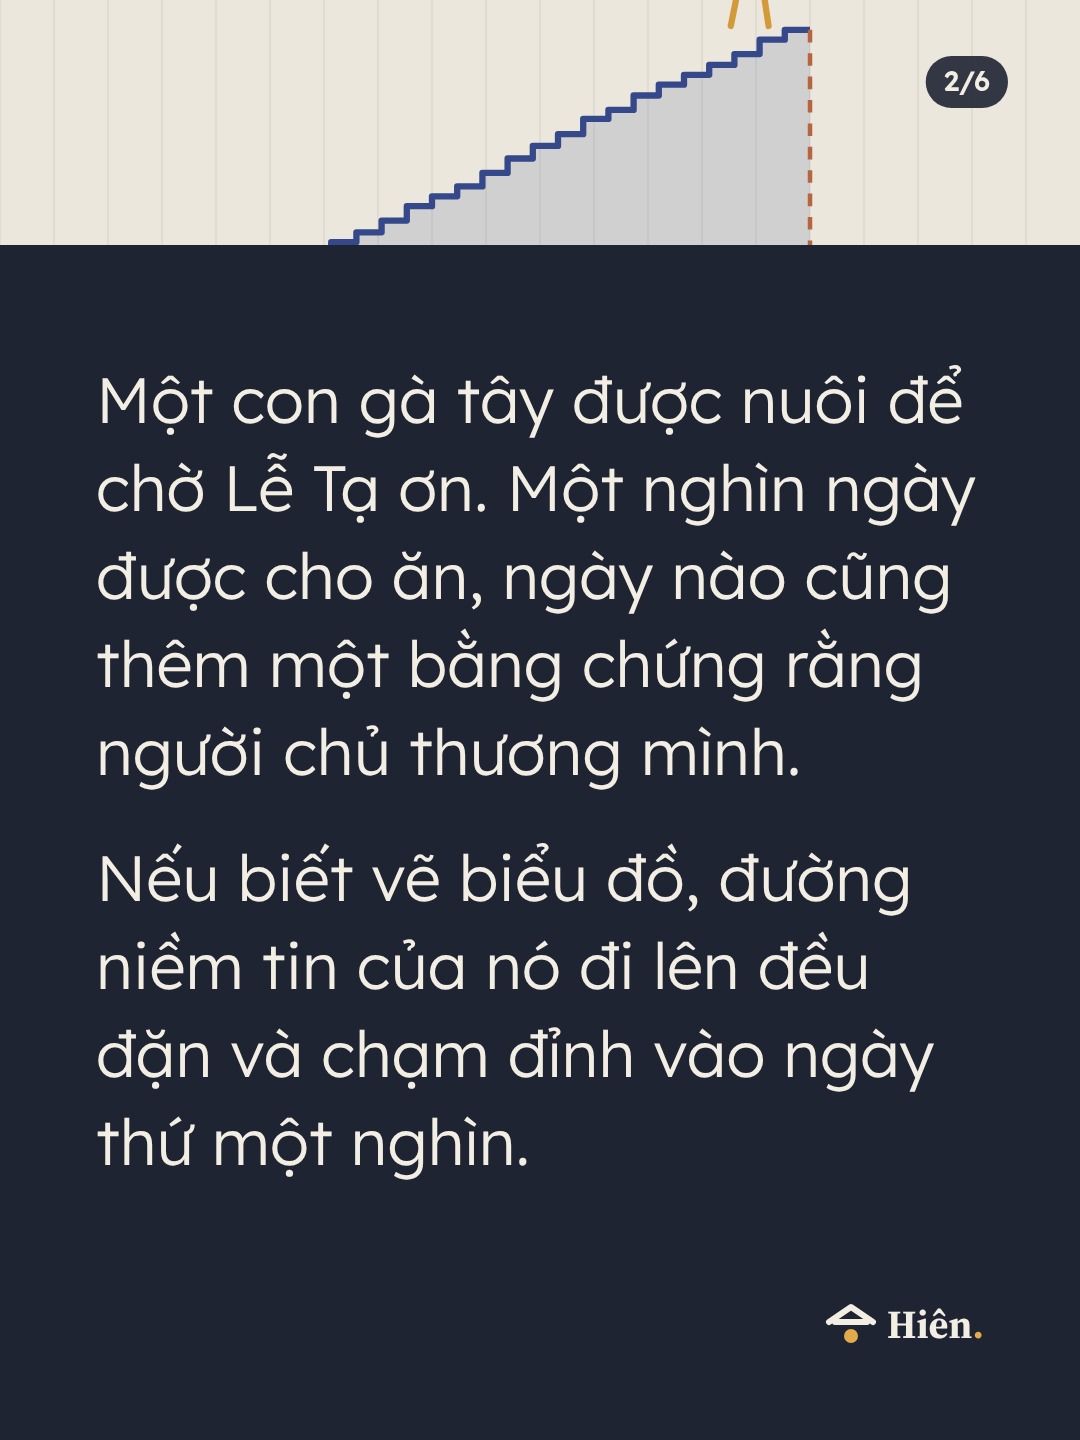 2/6
Một con gà tây được nuôi để
chờ Lễ Tạ ơn. Một nghìn ngày
được cho ăn, ngày nào cũng
thêm một bằng chứng rằng
người chủ thương mình.
Nếu biết vẽ biểu đồ, đường
niềm tin của nó đi lên đều
đặn và chạm đỉnh vào ngày
thứ một nghìn.
Hiên.